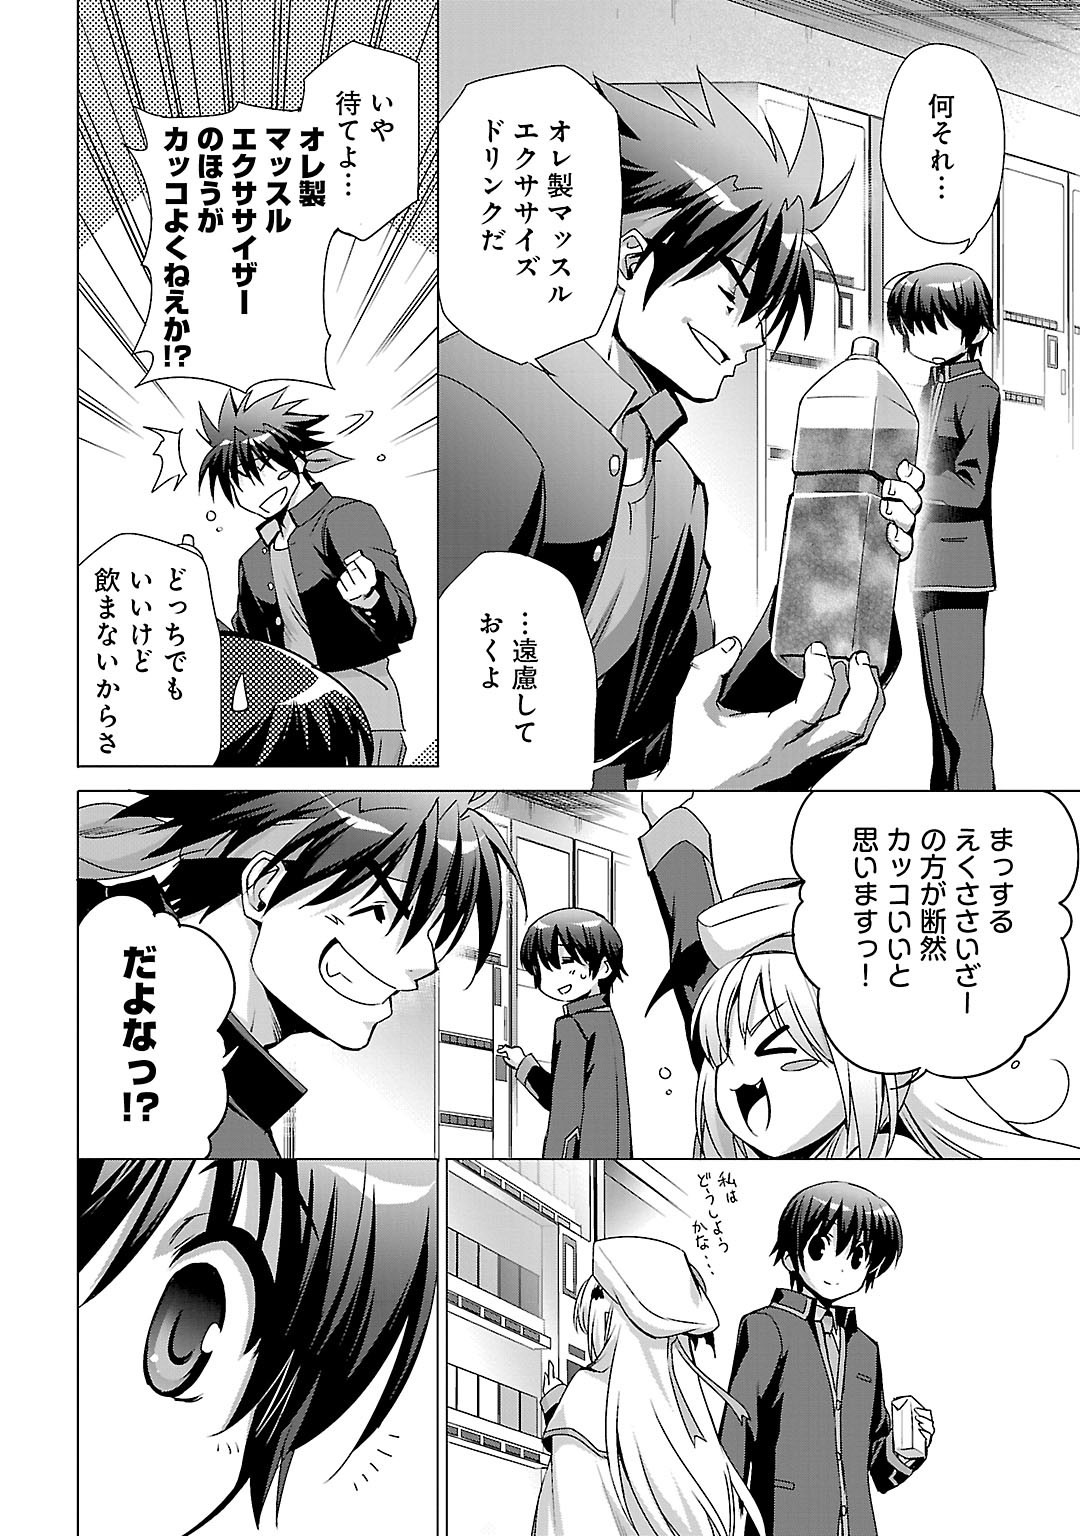 何それ…
オレ製マッスル
エクササイズ
ドリンクだ
…遠慮して
おくよ
いや
待てよ…
オレ製
マッスル
エクササイザー
のほうが
カッコよくねえか!?
どっちでも
いいけど
飲まないからさ
まっする
えくささいざー
の方が断然
カッコいいと
思いますっ！
だよなっ!?
私は
どうしよう
かな…